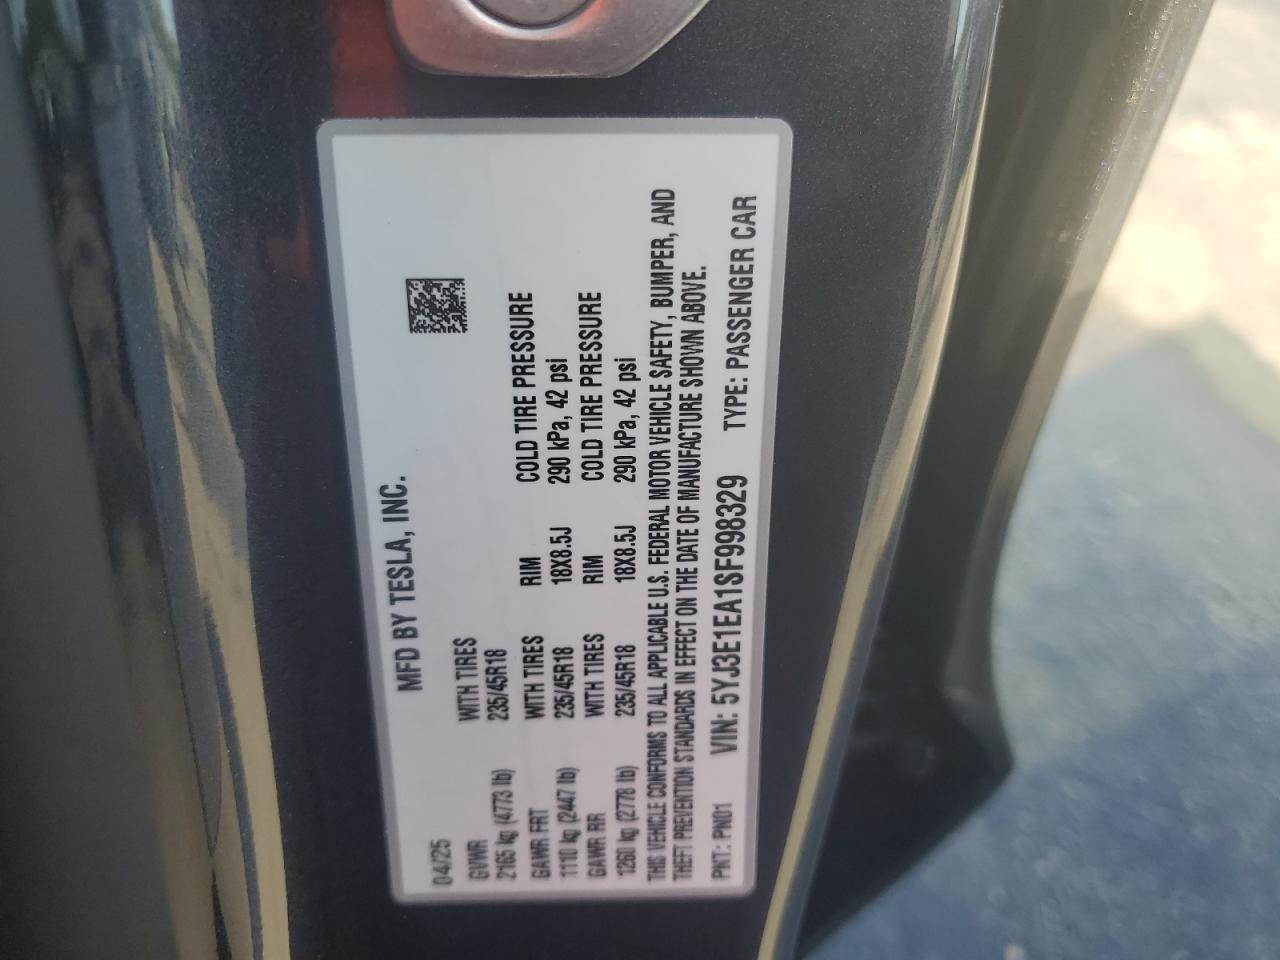 MFD BY TESLA, INC.
04/25
GVWR WITH TIRES
2165 kg (4773 lb) 235/45R18
GAWR FRT WITH TIRES RIM COLD TIRE PRESSURE
1110 kg (2447 lb) 235/45R18 18X8.5J 290 kPa, 42 psi
GAWR RR WITH TIRES RIM COLD TIRE PRESSURE
1260 kg (2778 lb) 235/45R18 18X8.5J 290 kPa, 42 psi
THIS VEHICLE CONFORMS TO ALL APPLICABLE U.S. FEDERAL MOTOR VEHICLE SAFETY, BUMPER, AND
THEFT PREVENTION STANDARDS IN EFFECT ON THE DATE OF MANUFACTURE SHOWN ABOVE.
PNT: PN01 VIN: 5YJ3E1EA1SF998329 TYPE: PASSENGER CAR